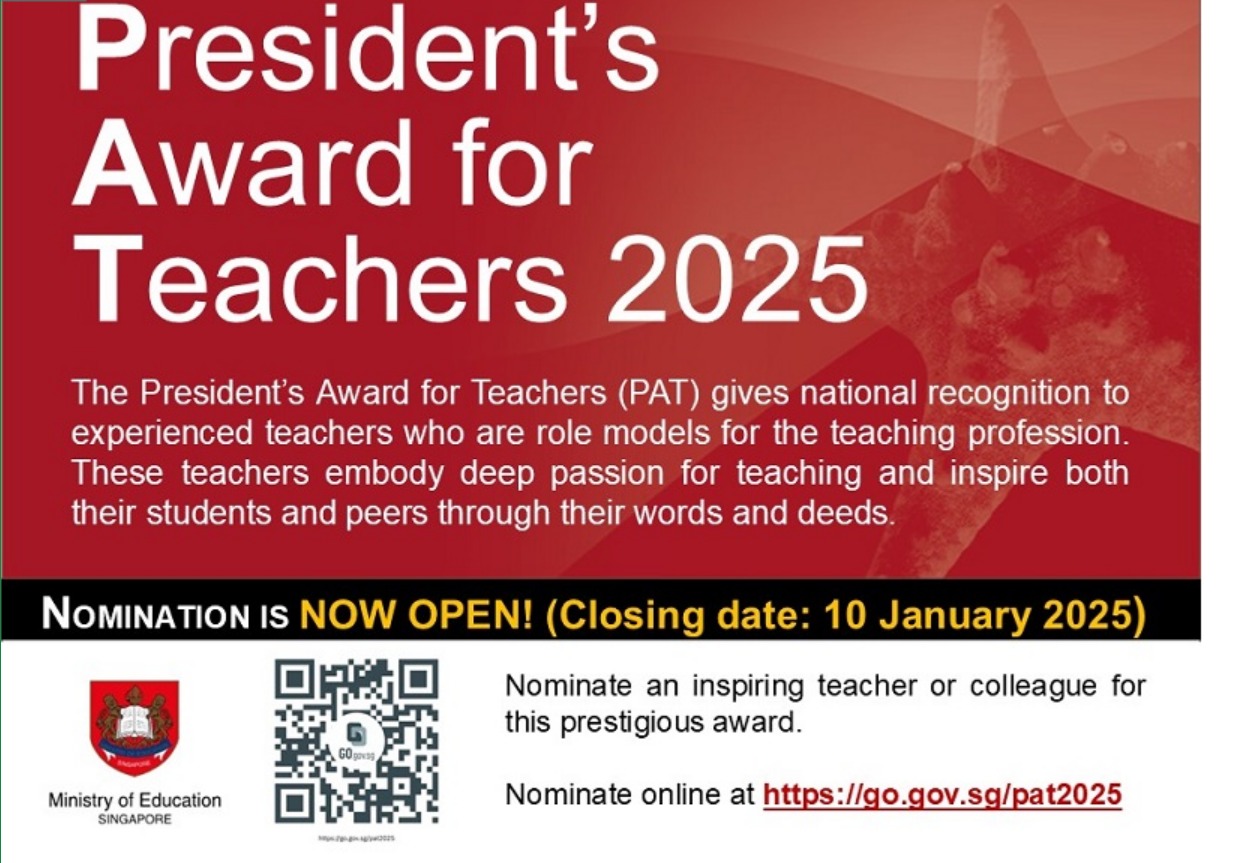 President’s
Award for
Teachers 2025
The President’s Award for Teachers (PAT) gives national recognition to
experienced teachers who are role models for the teaching profession.
These teachers embody deep passion for teaching and inspire both
their students and peers through their words and deeds.
NOMINATION IS NOW OPEN! (Closing date: 10 January 2025)
SINGAPORE
Ministry of Education
SINGAPORE
GOgov.sg
https://go.gov.sg/pat2025
Nominate an inspiring teacher or colleague for
this prestigious award.
Nominate online at https://go.gov.sg/pat2025